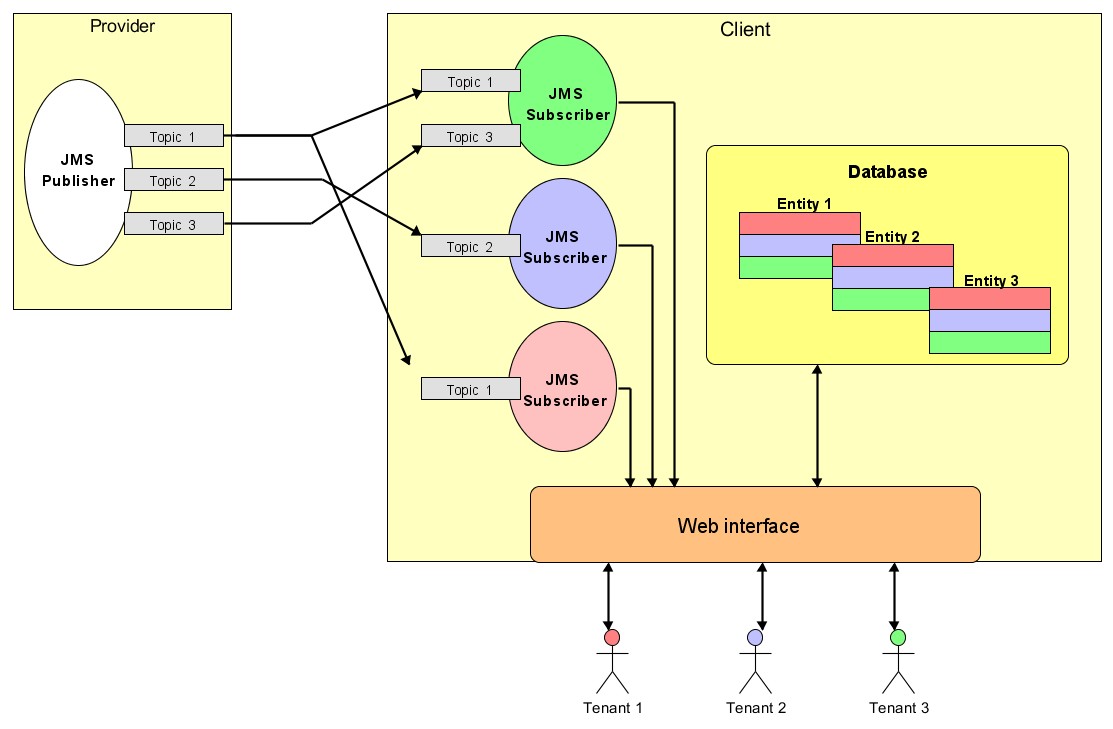 Provider
JMS
Publisher
Topic 1
Topic 2
Topic 3
Client
Topic 1
Topic 3
JMS
Subscriber
Topic 2
JMS
Subscriber
Topic 1
JMS
Subscriber
Database
Entity 1
Entity 2
Entity 3
Web interface
Tenant 1
Tenant 2
Tenant 3